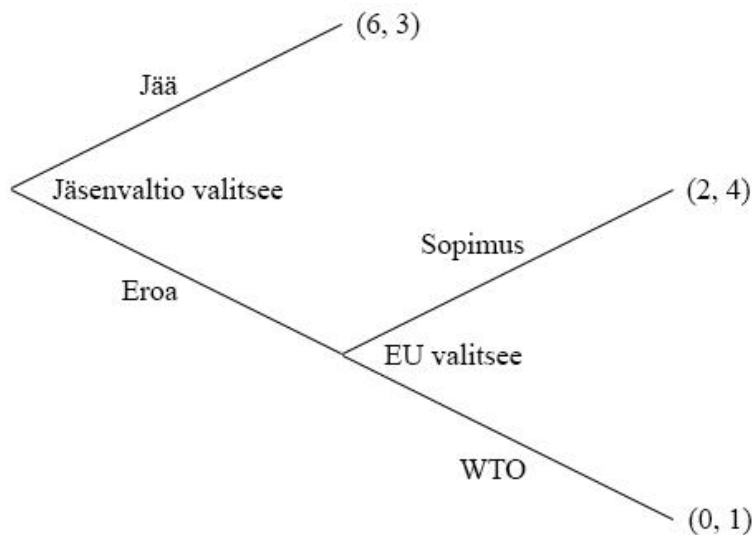 (6, 3)
Jää
Jäsenvaltio valitsee
(2, 4)
Sopimus
Eroa
EU valitsee
WTO
(0, 1)